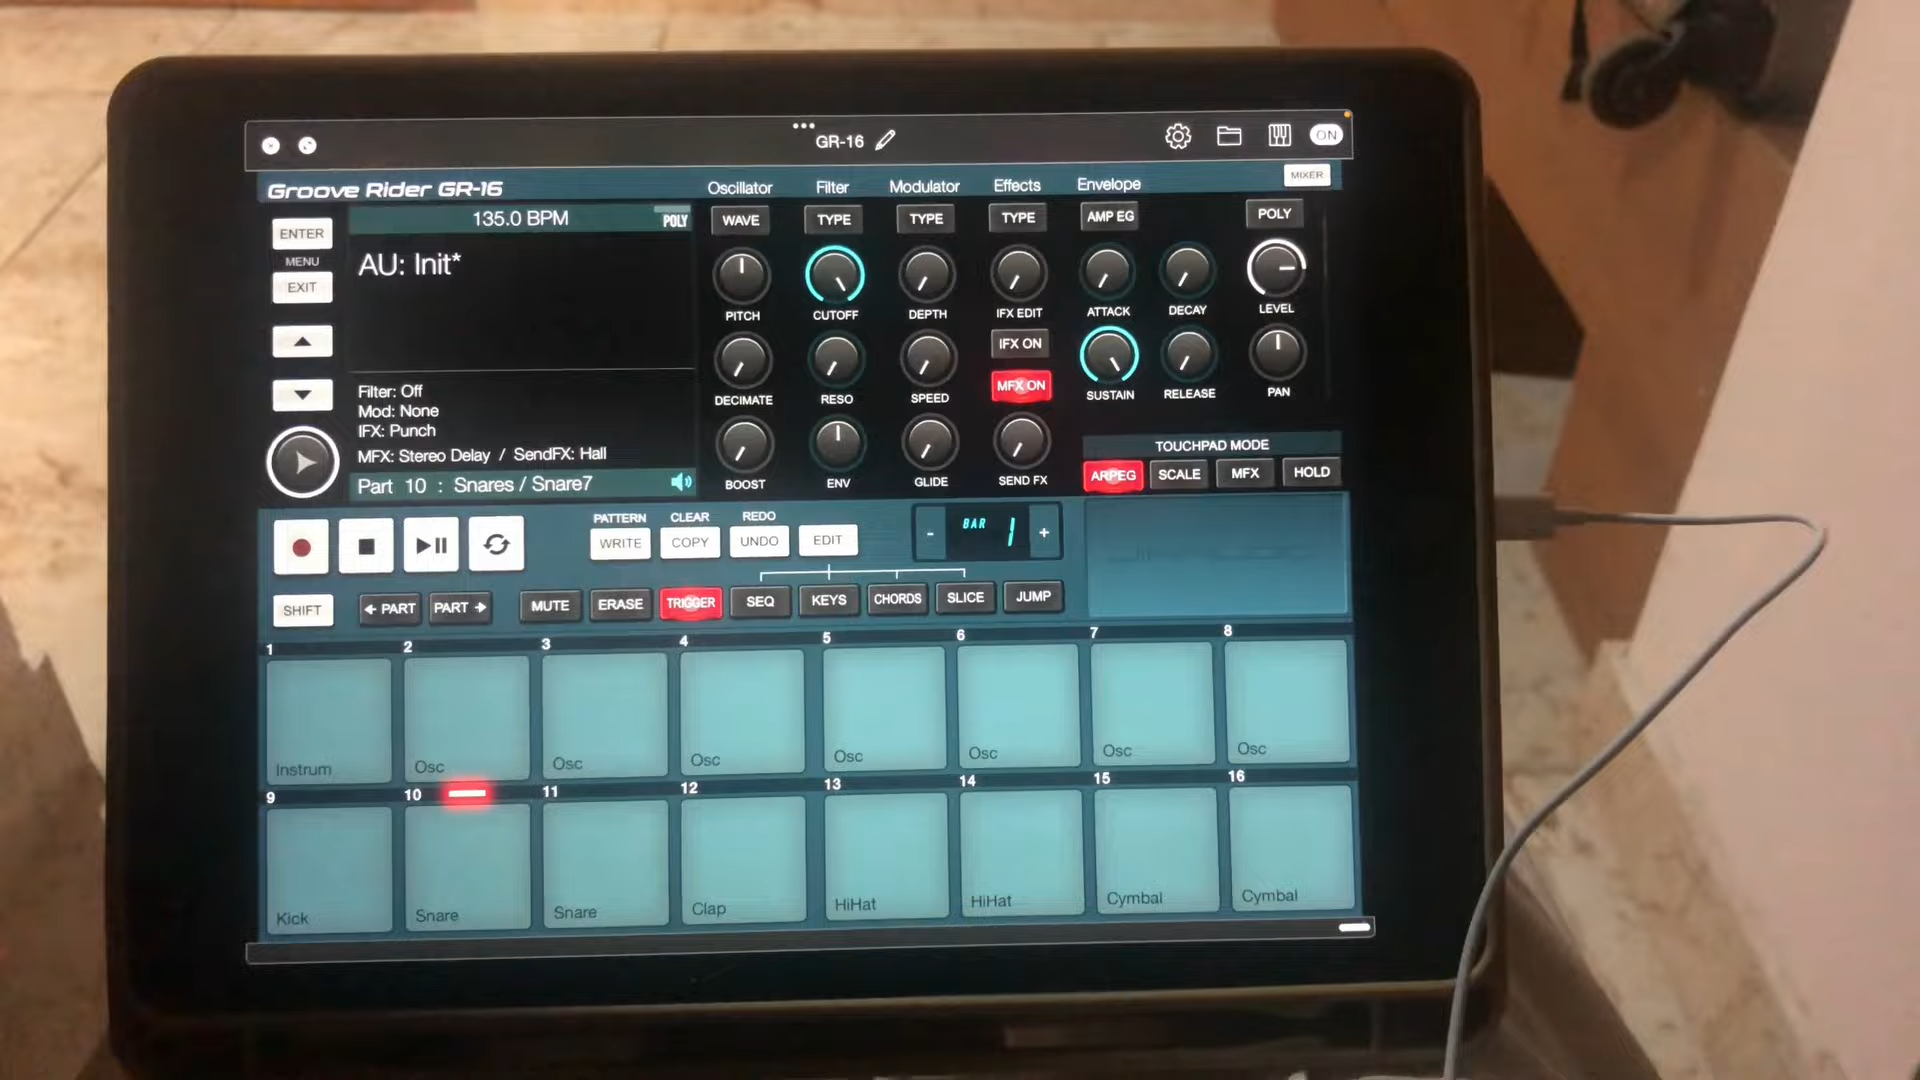 GR-16
ON
Groove Rider GR-16
Oscillator Filter Modulator Effects Envelope
MIXER
ENTER
135.0 BPM
POLY
WAVE TYPE TYPE TYPE AMP EG POLY
MENU
AU: Init*
EXIT
PITCH CUTOFF DEPTH IFX EDIT ATTACK DECAY LEVEL
IFX ON
MFX ON
DECIMATE RESO SPEED SUSTAIN RELEASE PAN
Filter: Off
Mod: None
IFX: Punch
MFX: Stereo Delay / SendFX: Hall
Part 10 : Snares / Snare7
BOOST ENV GLIDE SEND FX
TOUCHPAD MODE
ARPEG SCALE MFX HOLD
PATTERN CLEAR REDO
WRITE COPY UNDO EDIT
- BAR 1 +
SHIFT PART PART MUTE ERASE TRIGGER SEQ KEYS CHORDS SLICE JUMP
1 2 3 4 5 6 7 8
Instrum Osc Osc Osc Osc Osc Osc Osc
9 10 11 12 13 14 15 16
Kick Snare Snare Clap HiHat HiHat Cymbal Cymbal